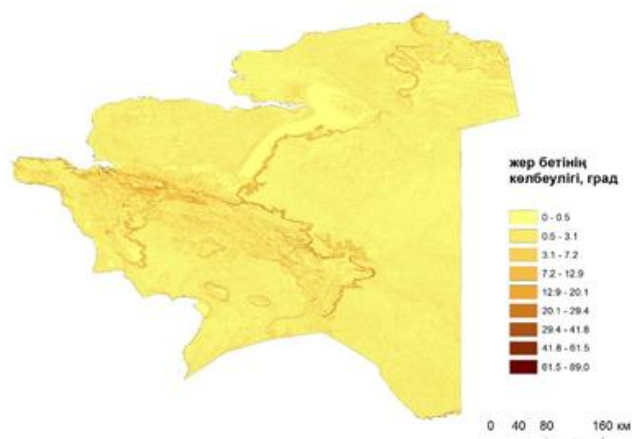 жер бетінің
көлбеулігі, град
0 - 0.5
0.5 - 3.1
3.1 - 7.2
7.2 - 12.9
12.9 - 20.1
20.1 - 29.4
29.4 - 41.8
41.8 - 61.5
61.5 - 89.0
0 40 80 160 км